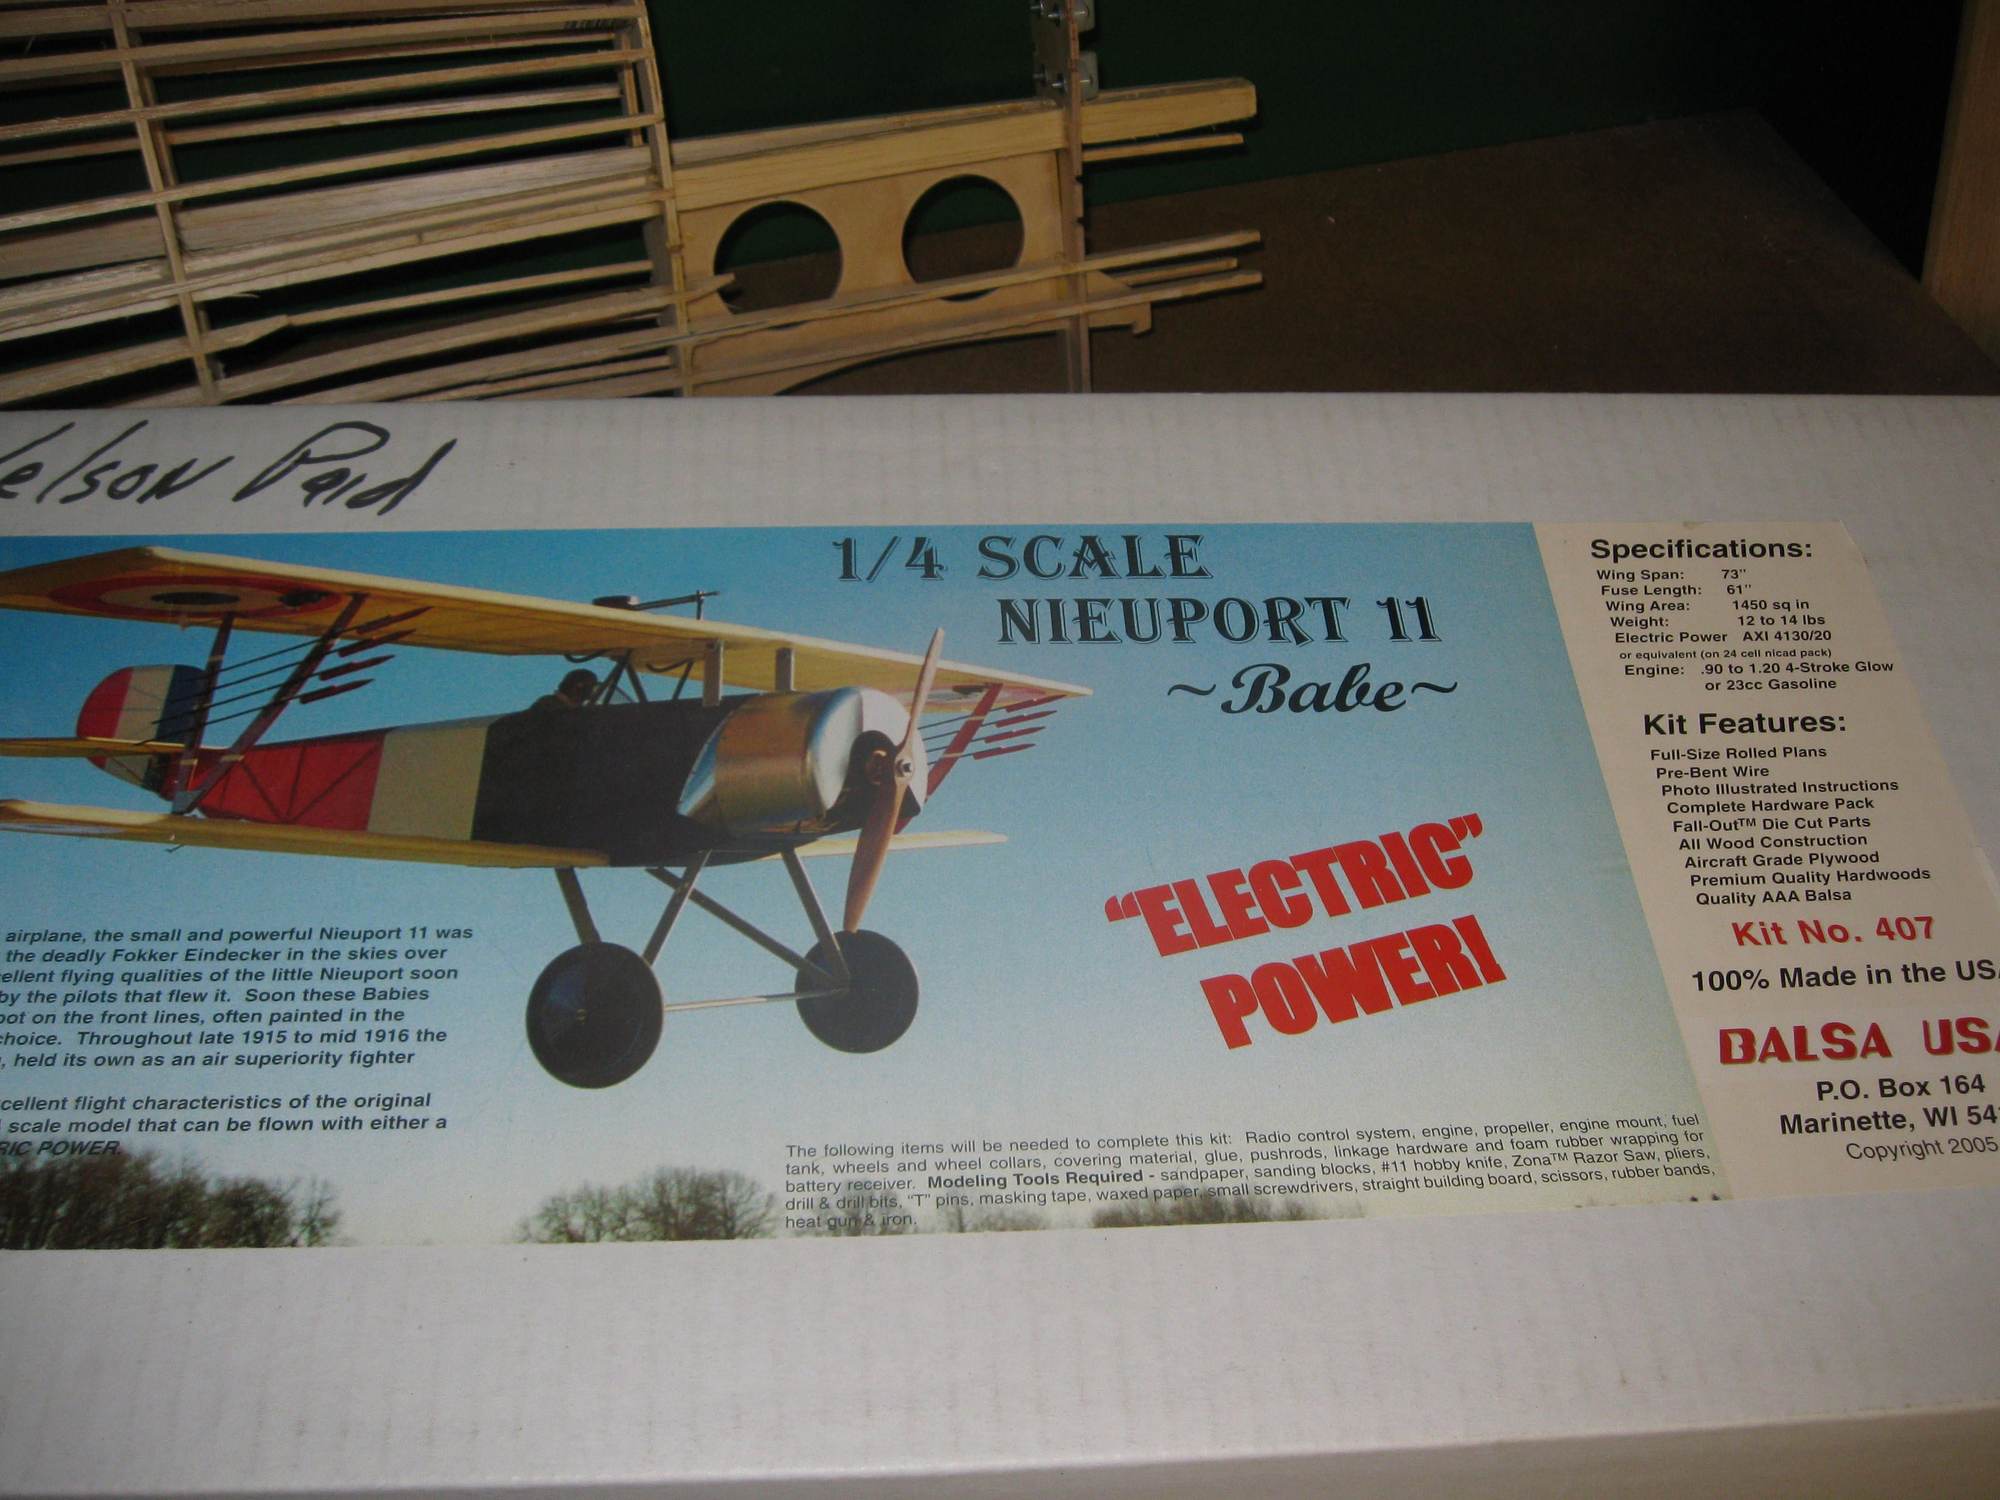 Paid
1/4 SCALE
NIEUPORT 11
~Babe~
"ELECTRIC"
POWER!
airplane, the small and powerful Nieuport 11 was
the deadly Fokker Eindecker in the skies over
flying qualities of the little Nieuport soon
by the pilots that flew it. Soon these Babies
on the front lines, often painted in the
choice. Throughout late 1915 to mid 1916 the
, held its own as an air superiority fighter
flight characteristics of the original
scale model that can be flown with either a
POWER.
The following items will be needed to complete this kit: Radio control system, engine, propeller, engine mount, fuel
tank, wheels and wheel collars, covering material, glue, pushrods, linkage hardware and foam rubber wrapping for
battery receiver. Modeling Tools Required - sandpaper, sanding blocks, #11 hobby knife, Zona™ Razor Saw, pliers,
drill & drill bits, "T" pins, masking tape, waxed paper, small screwdrivers, straight building board, scissors, rubber bands,
heat gun & iron.
Specifications:
Wing Span: 73"
Fuse Length: 61"
Wing Area: 1450 sq in
Weight: 12 to 14 lbs
Electric Power AXI 4130/20
or equivalent (on 24 cell nicad pack)
Engine: .90 to 1.20 4-Stroke Glow
or 23cc Gasoline
Kit Features:
Full-Size Rolled Plans
Pre-Bent Wire
Photo Illustrated Instructions
Complete Hardware Pack
Fall-Out™ Die Cut Parts
All Wood Construction
Aircraft Grade Plywood
Premium Quality Hardwoods
Quality AAA Balsa
Kit No. 407
100% Made in the USA
BALSA USA
P.O. Box 164
Marinette, WI 54
Copyright 2005